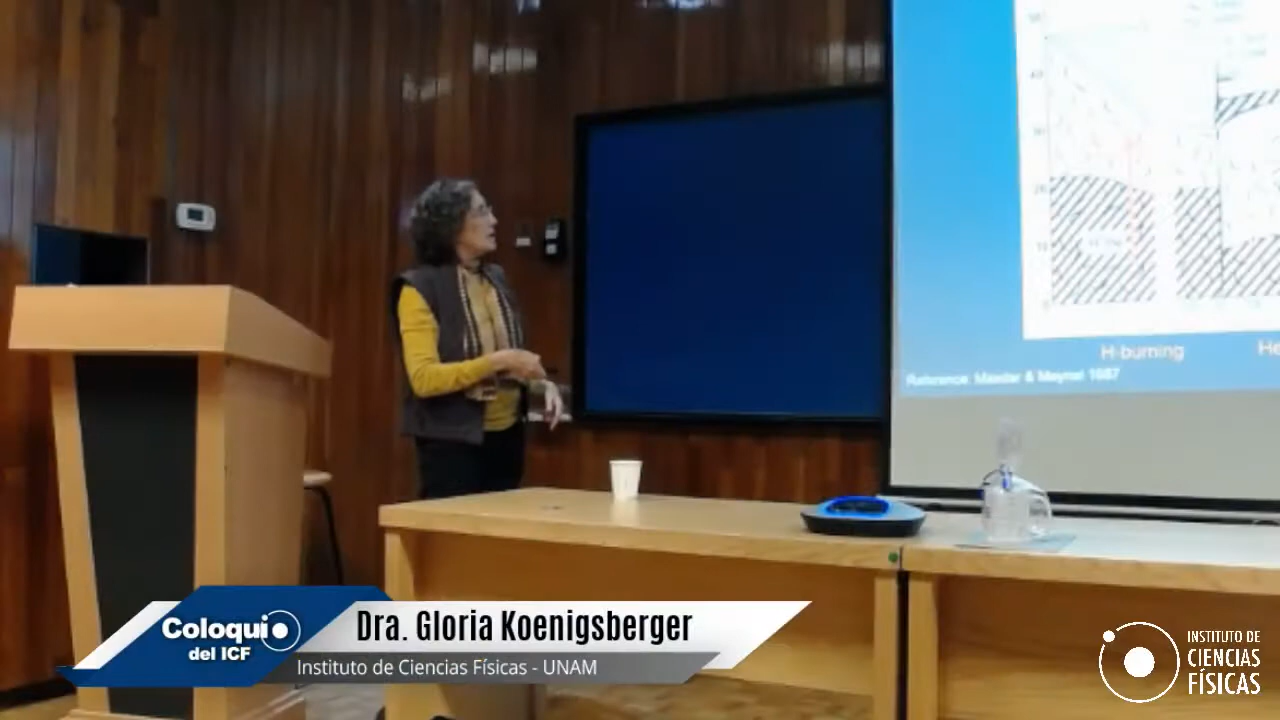 H-burning
He
Reference: Maeder & Meynet 1987
Coloquio
del ICF
Dra. Gloria Koenigsberger
Instituto de Ciencias Físicas - UNAM
INSTITUTO DE
CIENCIAS
FÍSICAS